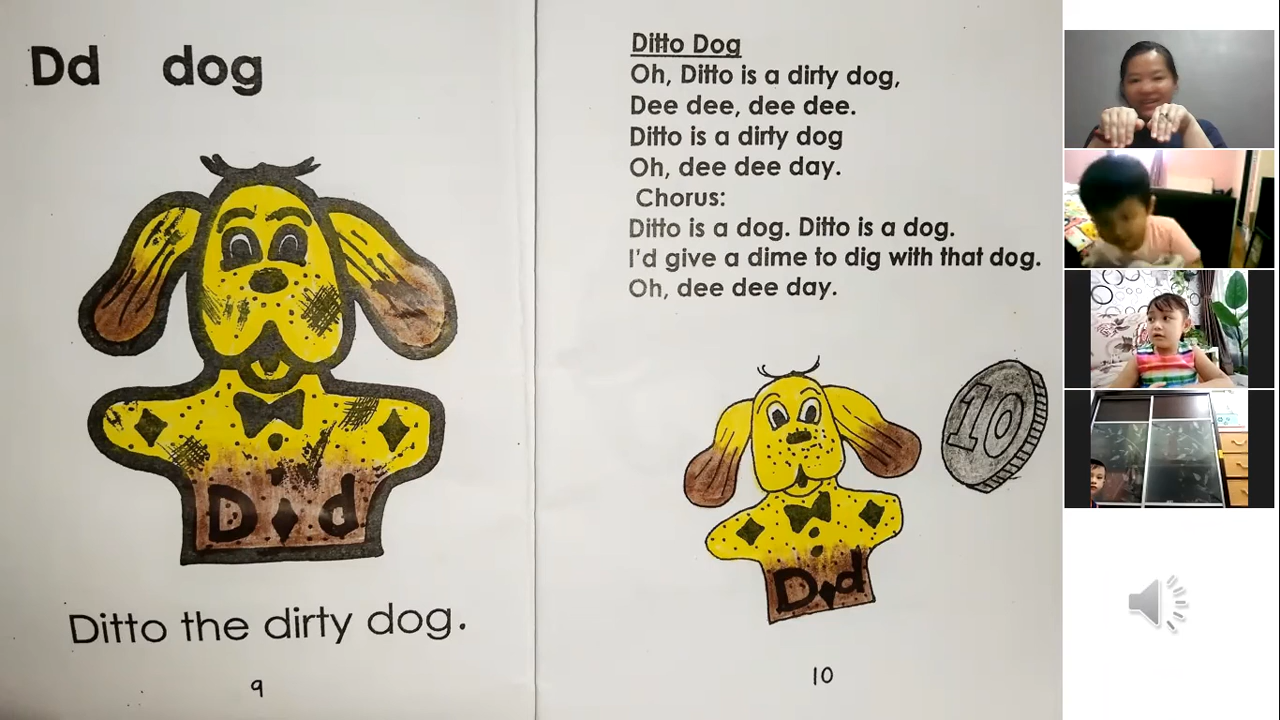 Dd dog
D d
Ditto the dirty dog.
9
Ditto Dog
Oh, Ditto is a dirty dog,
Dee dee, dee dee.
Ditto is a dirty dog
Oh, dee dee day.
Chorus:
Ditto is a dog. Ditto is a dog.
I'd give a dime to dig with that dog.
Oh, dee dee day.
10
D d
10